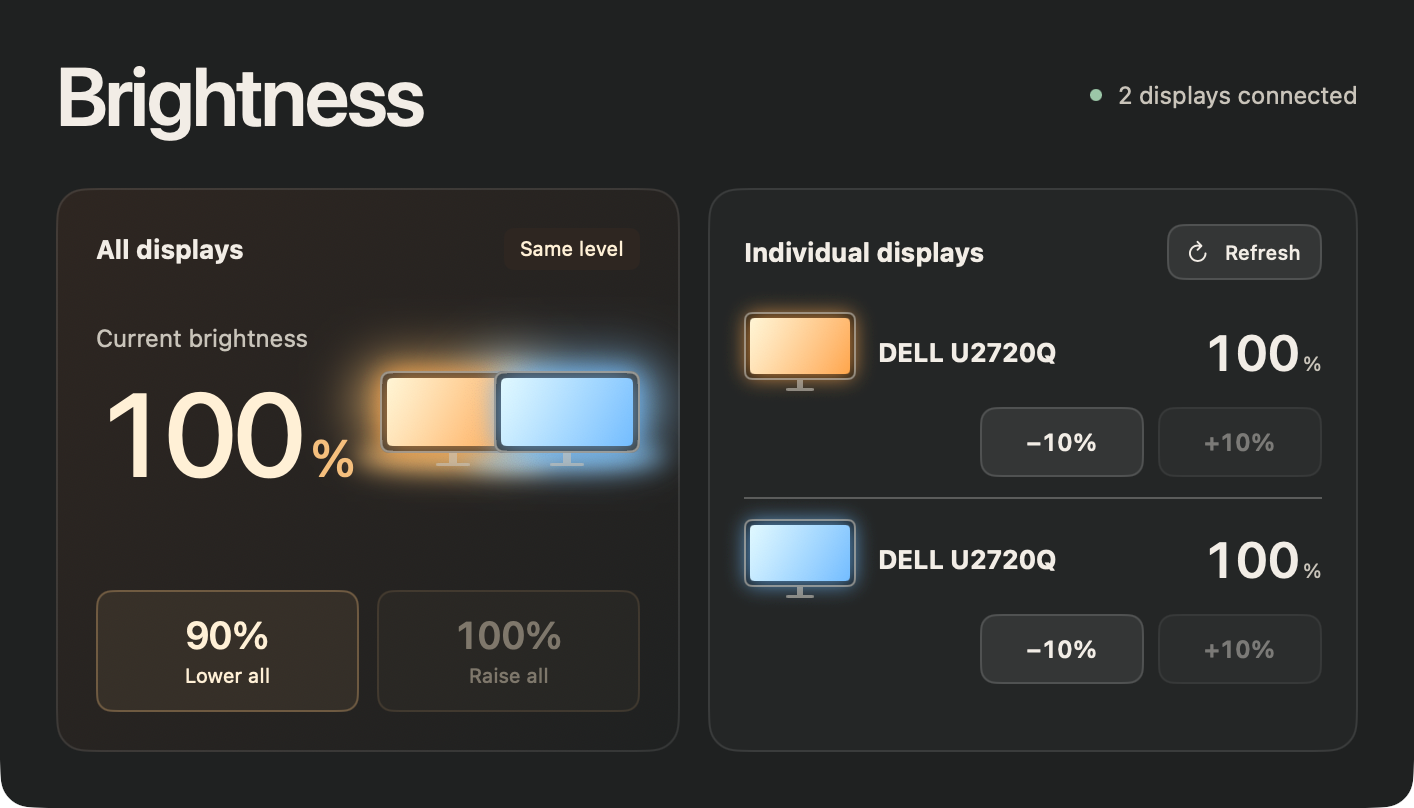 Brightness
2 displays connected
All displays
Same level
Current brightness
100%
90%
Lower all
100%
Raise all
Individual displays
Refresh
DELL U2720Q
100%
−10%
+10%
DELL U2720Q
100%
−10%
+10%